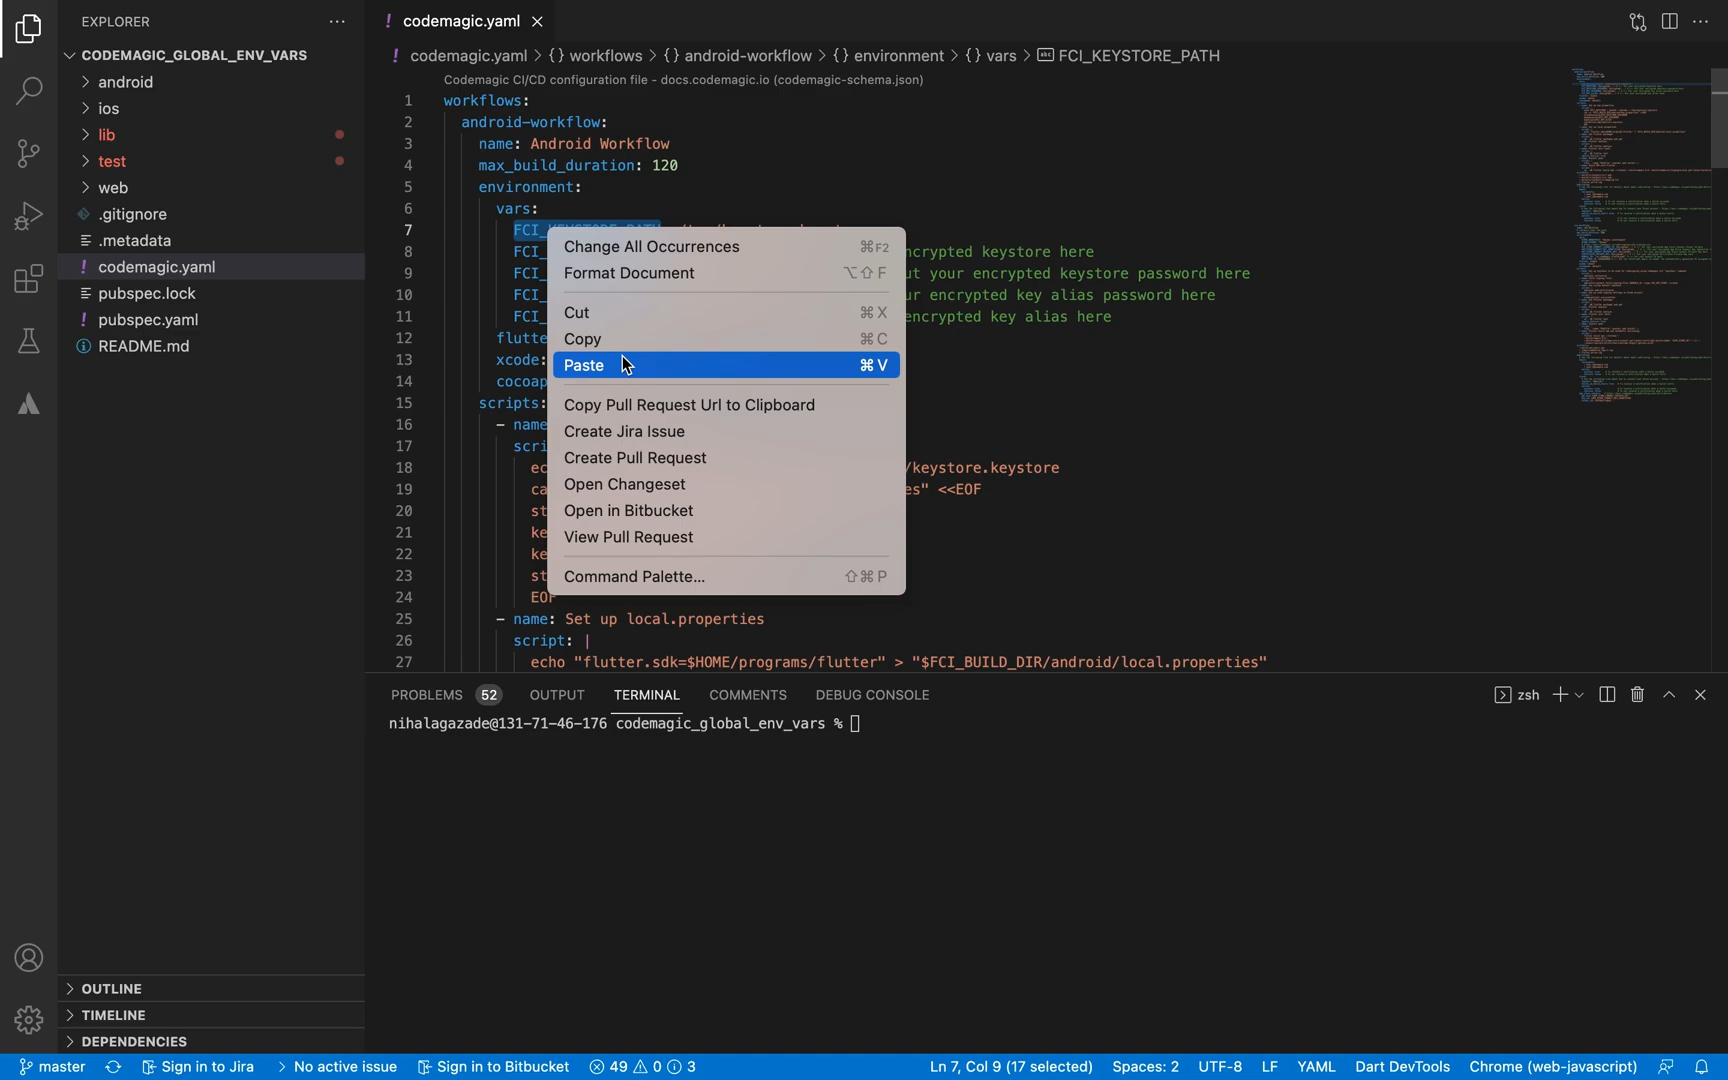 EXPLORER
CODEMAGIC_GLOBAL_ENV_VARS
android
ios
lib
test
web
.gitignore
.metadata
codemagic.yaml
pubspec.lock
pubspec.yaml
README.md
OUTLINE
TIMELINE
DEPENDENCIES
codemagic.yaml
codemagic.yaml > {} workflows > {} android-workflow > {} environment > {} vars > FCI_KEYSTORE_PATH
Codemagic CI/CD configuration file - docs.codemagic.io (codemagic-schema.json)
1 workflows:
2 android-workflow:
3 name: Android Workflow
4 max_build_duration: 120
5 environment:
6 vars:
7 FCI_
8 FCI_ ncrypted keystore here
9 FCI_ ut your encrypted keystore password here
10 FCI_ ur encrypted key alias password here
11 FCI_ encrypted key alias here
12 flutte
13 xcode:
14 cocoap
15 scripts:
16 - name
17 scri
18 ec /keystore.keystore
19 ca es" <<EOF
20 st
21 ke
22 ke
23 st
24 EOF
25 - name: Set up local.properties
26 script: |
27 echo "flutter.sdk=$HOME/programs/flutter" > "$FCI_BUILD_DIR/android/local.properties"
Change All Occurrences ⌘F2
Format Document ⌥⇧F
Cut ⌘X
Copy ⌘C
Paste ⌘V
Copy Pull Request Url to Clipboard
Create Jira Issue
Create Pull Request
Open Changeset
Open in Bitbucket
View Pull Request
Command Palette... ⇧⌘P
PROBLEMS 52 OUTPUT TERMINAL COMMENTS DEBUG CONSOLE zsh
nihalagazade@131-71-46-176 codemagic_global_env_vars %
master Sign in to Jira No active issue Sign in to Bitbucket 49 0 3 Ln 7, Col 9 (17 selected) Spaces: 2 UTF-8 LF YAML Dart DevTools Chrome (web-javascript)